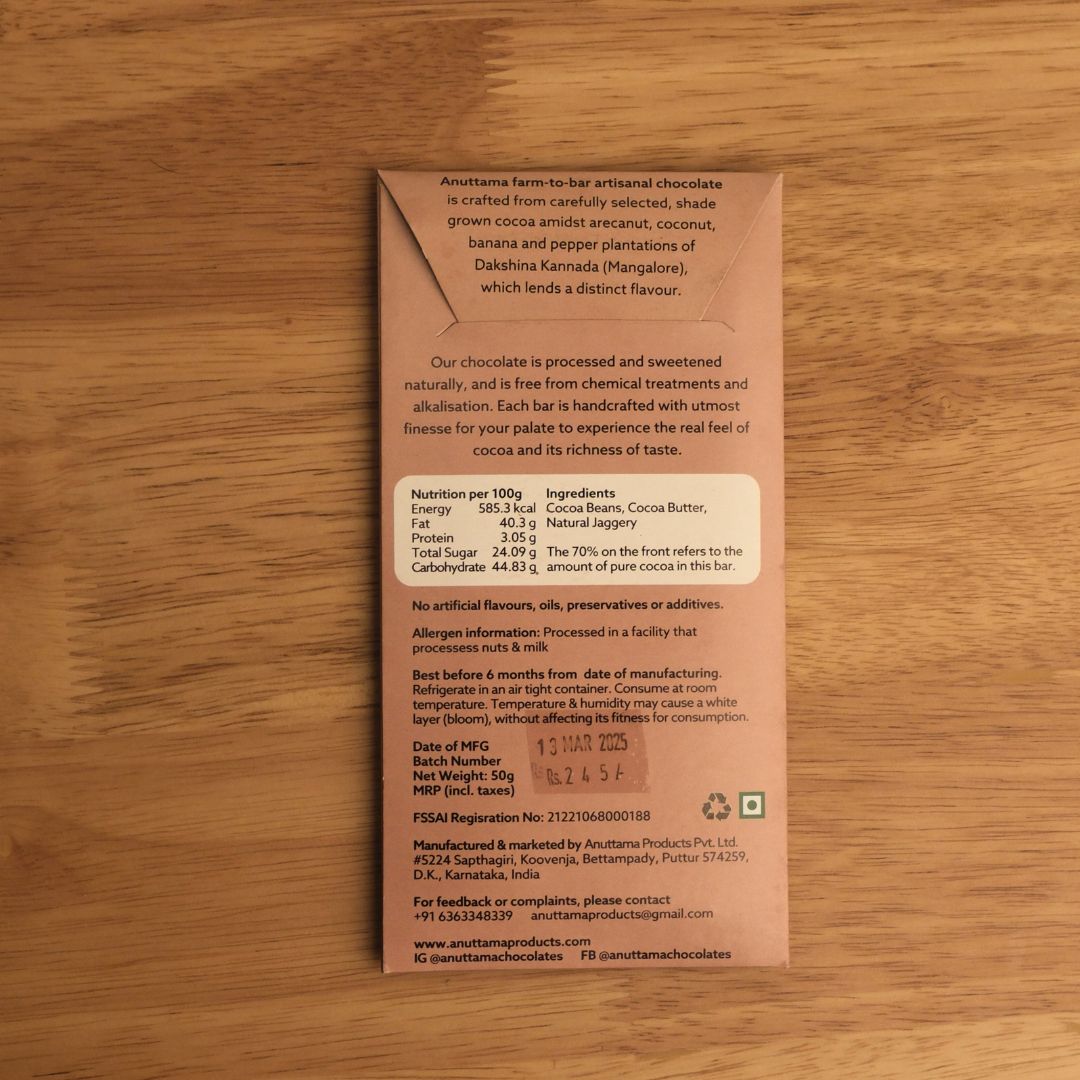 Anuttama farm-to-bar artisanal chocolate
is crafted from carefully selected, shade
grown cocoa amidst arecanut, coconut,
banana and pepper plantations of
Dakshina Kannada (Mangalore),
which lends a distinct flavour.
Our chocolate is processed and sweetened
naturally, and is free from chemical treatments and
alkalisation. Each bar is handcrafted with utmost
finesse for your palate to experience the real feel of
cocoa and its richness of taste.
Nutrition per 100g
Energy 585.3 kcal
Fat 40.3 g
Protein 3.05 g
Total Sugar 24.09 g
Carbohydrate 44.83 g
Ingredients
Cocoa Beans, Cocoa Butter,
Natural Jaggery
The 70% on the front refers to the
amount of pure cocoa in this bar.
No artificial flavours, oils, preservatives or additives.
Allergen information: Processed in a facility that
processess nuts & milk
Best before 6 months from date of manufacturing.
Refrigerate in an air tight container. Consume at room
temperature. Temperature & humidity may cause a white
layer (bloom), without affecting its fitness for consumption.
Date of MFG 13 MAR 2025
Batch Number
Net Weight: 50g
MRP (incl. taxes) Rs. 245/-
FSSAI Regisration No: 21221068000188
Manufactured & marketed by Anuttama Products Pvt. Ltd.
#5224 Sapthagiri, Koovenja, Bettampady, Puttur 574259,
D.K., Karnataka, India
For feedback or complaints, please contact
+91 6363348339 anuttamaproducts@gmail.com
www.anuttamaproducts.com
IG @anuttamachocolates FB @anuttamachocolates